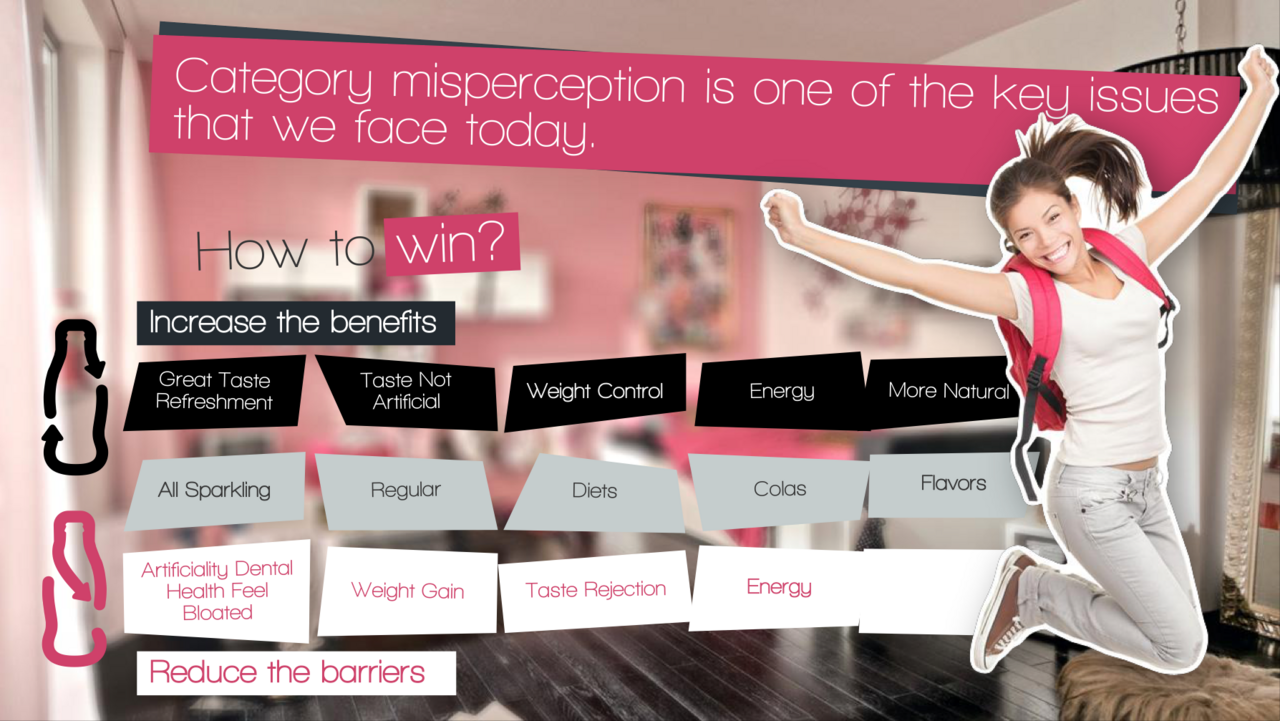 Category misperception is one of the key issues
that we face today.
How to win?
Increase the benefits
Great Taste
Refreshment
Taste Not
Artificial
Weight Control
Energy
More Natural
All Sparkling
Regular
Diets
Colas
Flavors
Artificiality Dental
Health Feel
Bloated
Weight Gain
Taste Rejection
Energy
Reduce the barriers